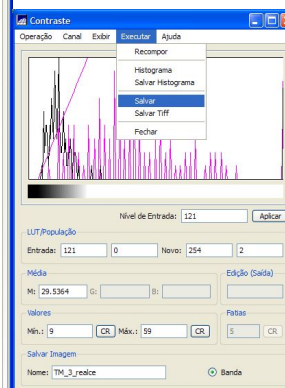 Contraste
Operação Canal Exibir Executar Ajuda
Recompor
Histograma
Salvar Histograma
Salvar
Salvar Tiff
Fechar
Nível de Entrada: 121 Aplicar
LUT/População
Entrada: 121 0 Novo: 254 2
Média Edição (Saída)
M: 29.5364 G: B:
Valores Fatias
Mín.: 9 CR Máx.: 59 CR 5 CR
Salvar Imagem
Nome: TM_3_realce Banda